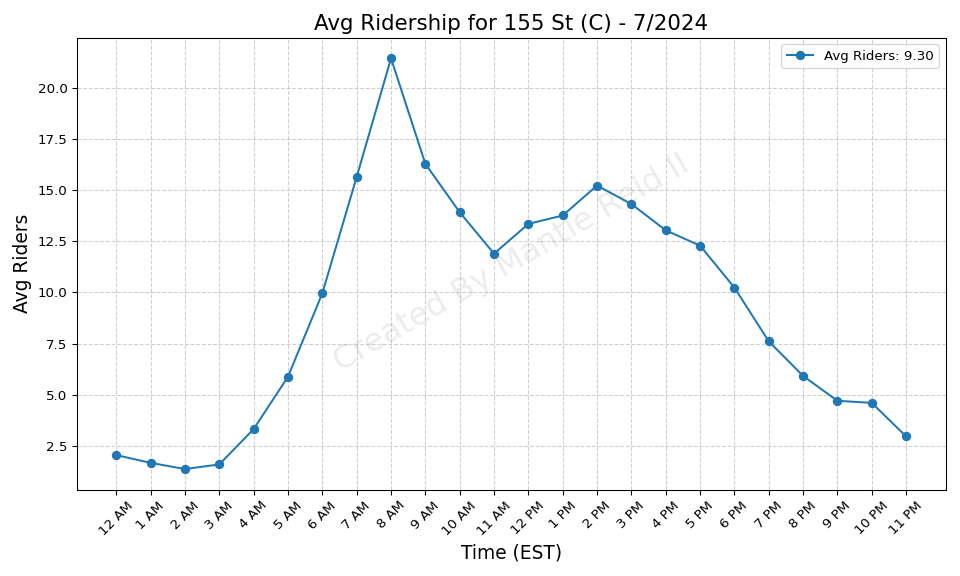 Avg Ridership for 155 St (C) - 7/2024
Avg Riders: 9.30
20.0
17.5
15.0
12.5
10.0
7.5
5.0
2.5
Avg Riders
Created By Mantle Reid II
12 AM
1 AM
2 AM
3 AM
4 AM
5 AM
6 AM
7 AM
8 AM
9 AM
10 AM
11 AM
12 PM
1 PM
2 PM
3 PM
4 PM
5 PM
6 PM
7 PM
8 PM
9 PM
10 PM
11 PM
Time (EST)